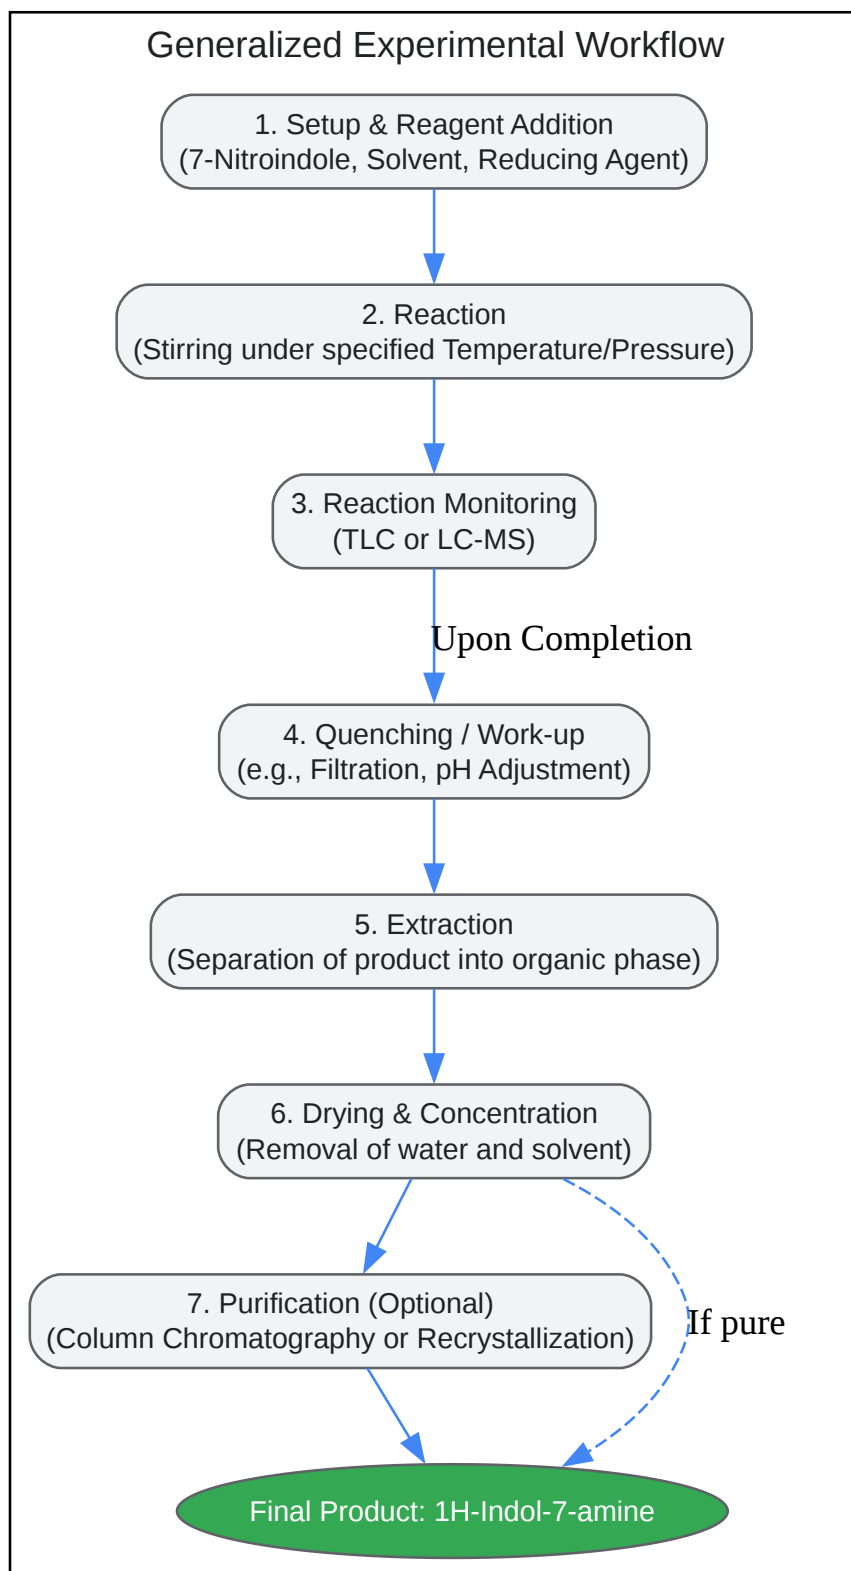 Generalized Experimental Workflow
1. Setup & Reagent Addition
(7-Nitroindole, Solvent, Reducing Agent)
2. Reaction
(Stirring under specified Temperature/Pressure)
3. Reaction Monitoring
(TLC or LC-MS)
Upon Completion
4. Quenching / Work-up
(e.g., Filtration, pH Adjustment)
5. Extraction
(Separation of product into organic phase)
6. Drying & Concentration
(Removal of water and solvent)
7. Purification (Optional)
(Column Chromatography or Recrystallization)
If pure
Final Product: 1H-Indol-7-amine